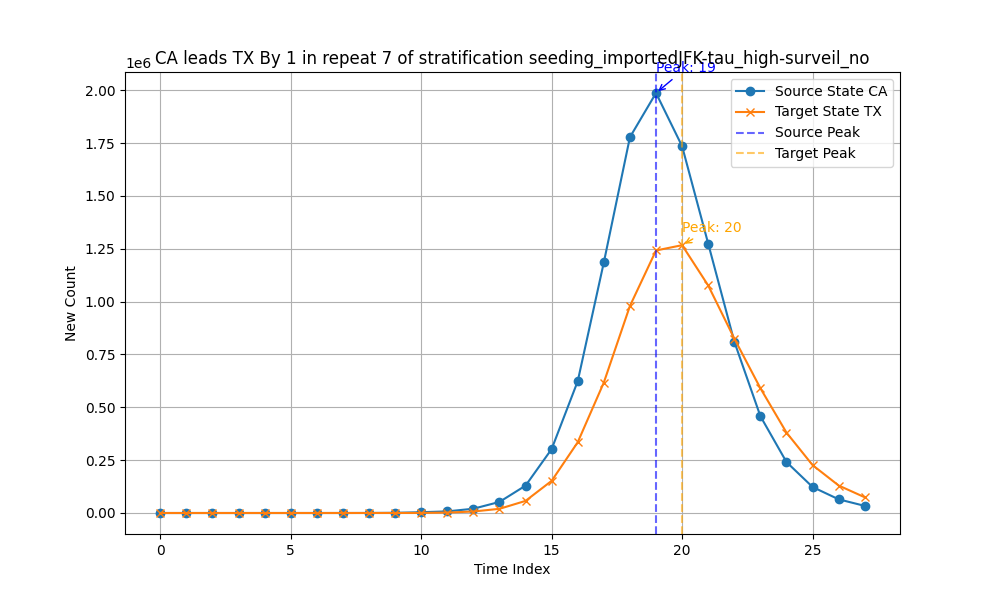 CA leads TX By 1 in repeat 7 of stratification seeding_importedJFK-tau_high-surveil_no
1e6
Peak: 19
2.00
1.75
1.50
1.25
1.00
0.75
0.50
0.25
0.00
New Count
Source State CA
Target State TX
Source Peak
Target Peak
Peak: 20
0
5
10
15
20
25
Time Index